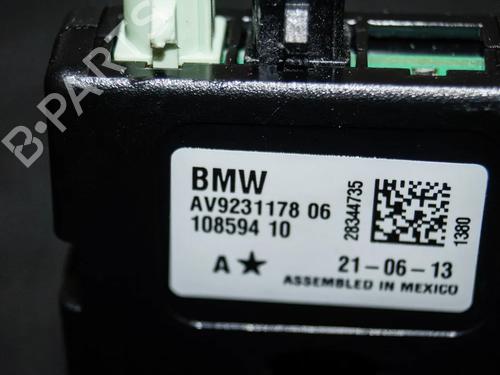 B-PARTS
BMW
AV9231178 06
108594 10
28344735
1380
A★
21-06-13
ASSEMBLED IN MEXICO